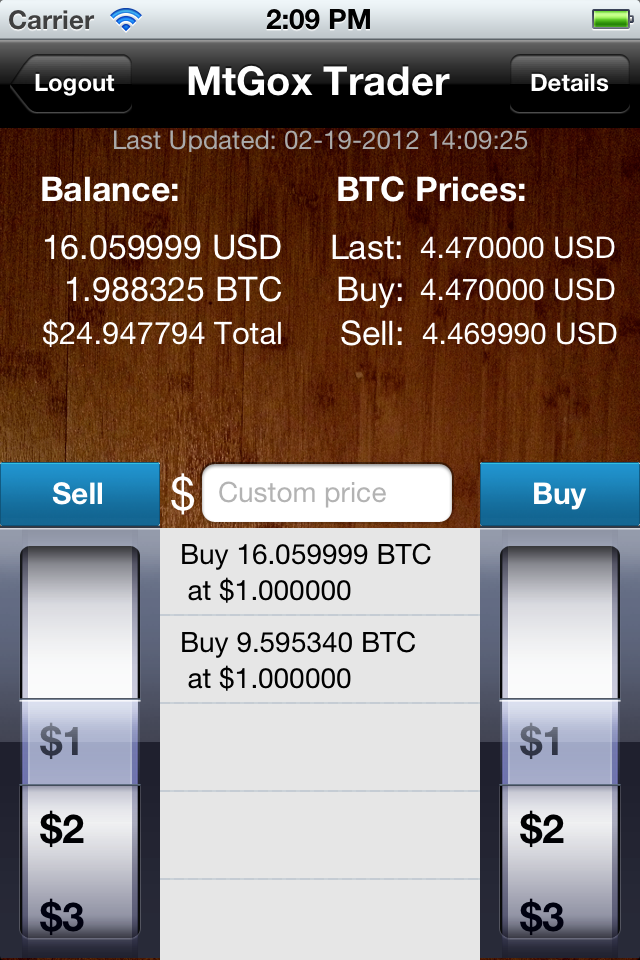 Carrier 2:09 PM
Logout MtGox Trader Details
Last Updated: 02-19-2012 14:09:25
Balance: BTC Prices:
16.059999 USD Last: 4.470000 USD
1.988325 BTC Buy: 4.470000 USD
$24.947794 Total Sell: 4.469990 USD
Sell $ Custom price Buy
Buy 16.059999 BTC
at $1.000000
Buy 9.595340 BTC
at $1.000000
$1 $1
$2 $2
$3 $3